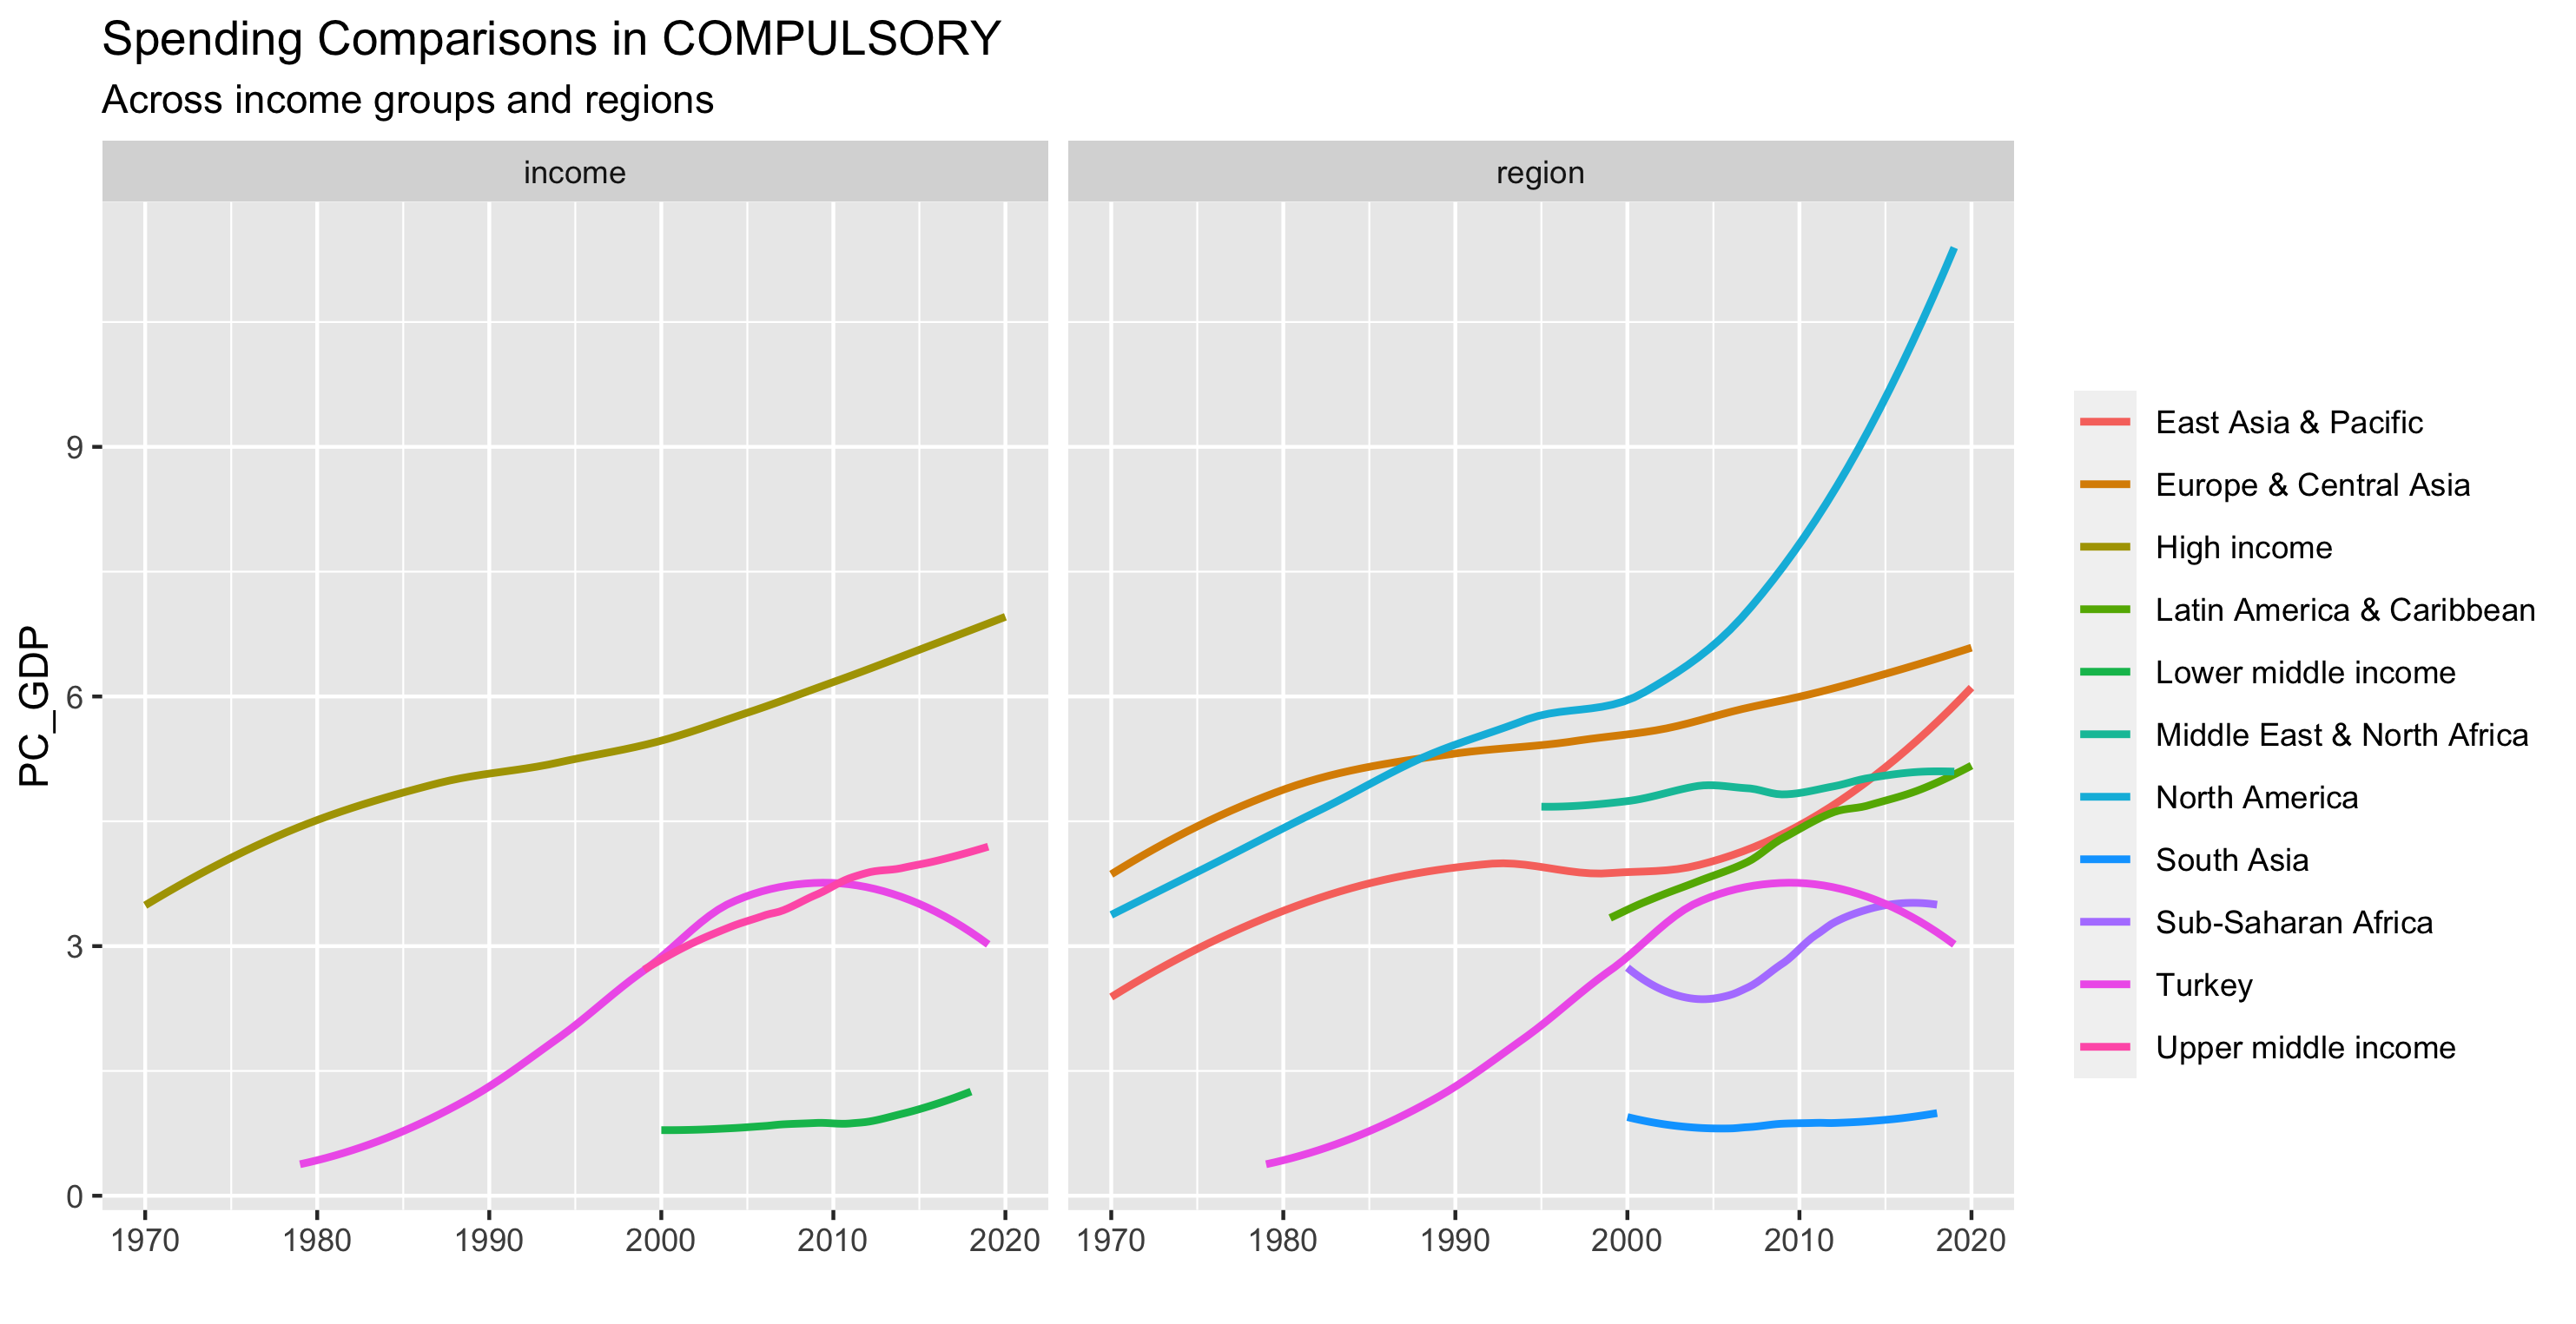 Spending Comparisons in COMPULSORY
Across income groups and regions
income
region
PC_GDP
9
6
3
0
1970 1980 1990 2000 2010 2020
1970 1980 1990 2000 2010 2020
East Asia & Pacific
Europe & Central Asia
High income
Latin America & Caribbean
Lower middle income
Middle East & North Africa
North America
South Asia
Sub-Saharan Africa
Turkey
Upper middle income